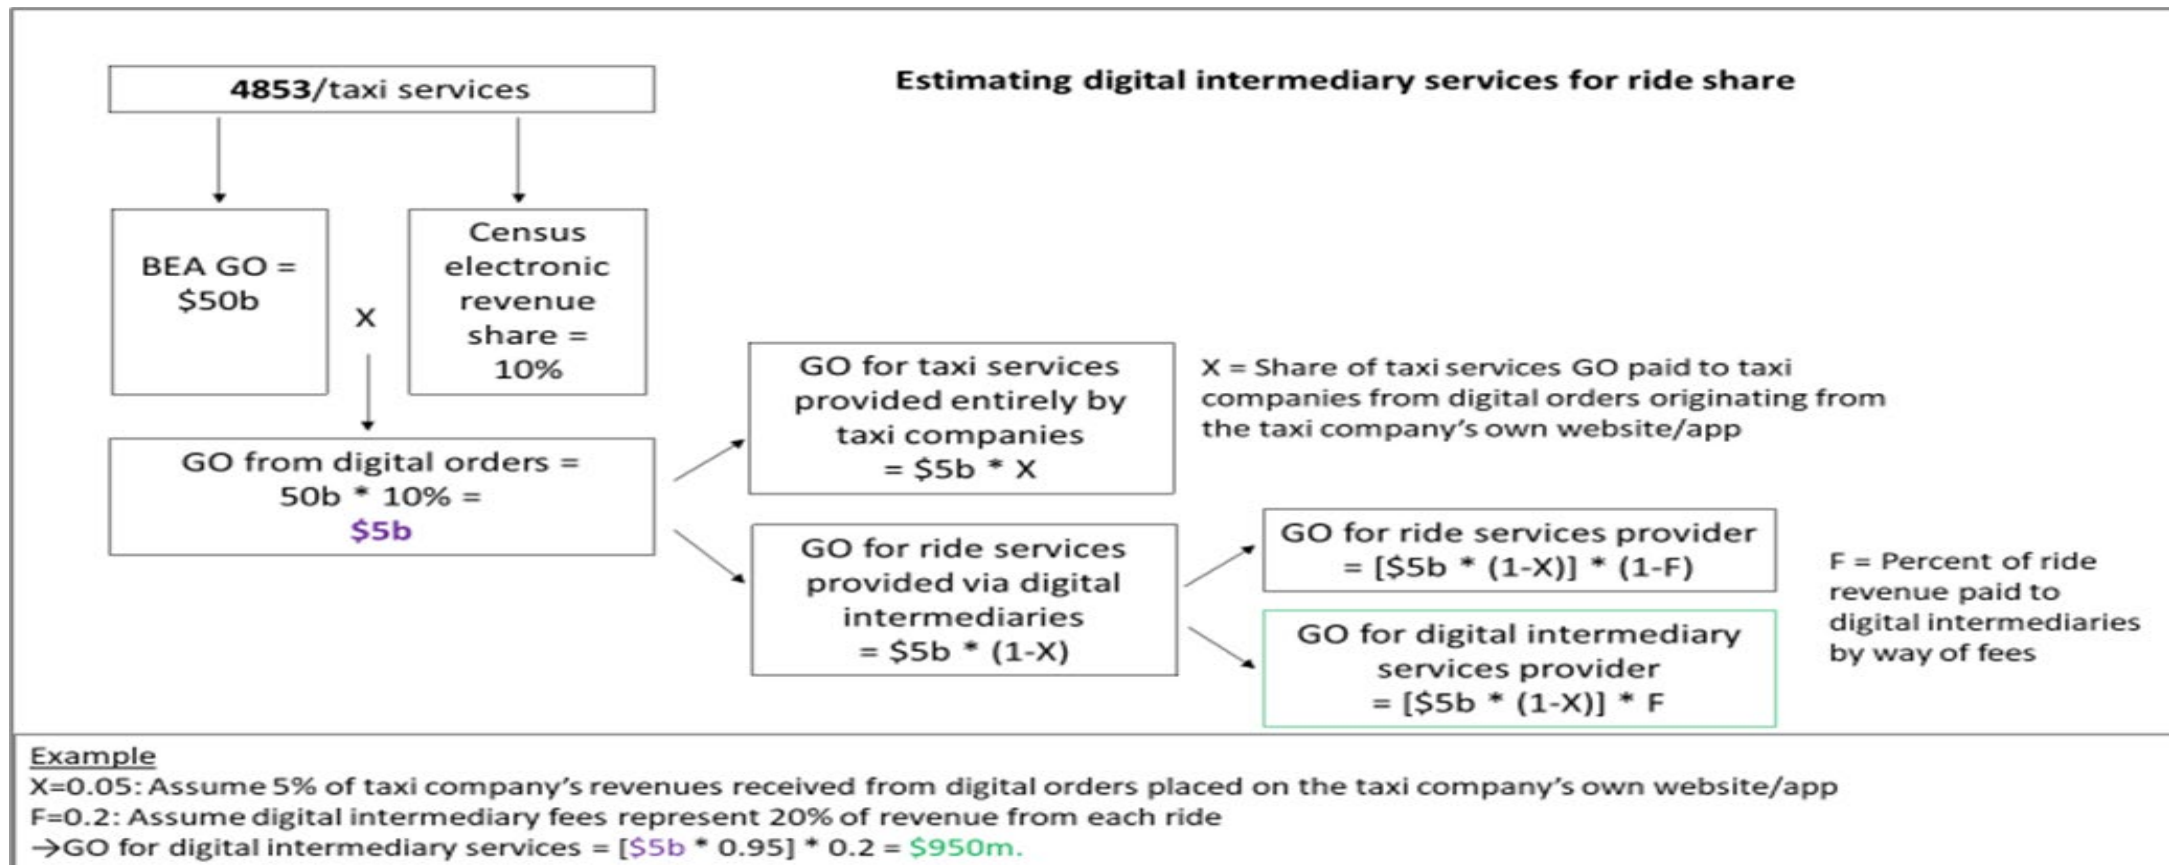 Estimating digital intermediary services for ride share
4853/taxi services
BEA GO =
$50b
X
Census
electronic
revenue
share =
10%
GO from digital orders =
50b * 10% =
$5b
GO for taxi services
provided entirely by
taxi companies
= $5b * X
X = Share of taxi services GO paid to taxi
companies from digital orders originating from
the taxi company’s own website/app
GO for ride services
provided via digital
intermediaries
= $5b * (1-X)
GO for ride services provider
= [$5b * (1-X)] * (1-F)
GO for digital intermediary
services provider
= [$5b * (1-X)] * F
F = Percent of ride
revenue paid to
digital intermediaries
by way of fees
Example
X=0.05: Assume 5% of taxi company’s revenues received from digital orders placed on the taxi company’s own website/app
F=0.2: Assume digital intermediary fees represent 20% of revenue from each ride
→GO for digital intermediary services = [$5b * 0.95] * 0.2 = $950m.